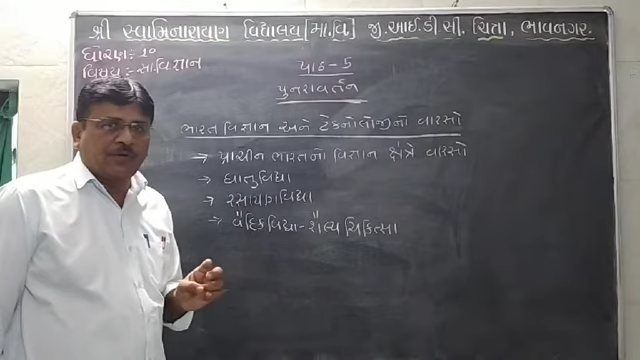 શ્રી સ્વામિનારાયણ વિદ્યાલય [મા.વિ.] જી.આઈ.ડી.સી. ચિત્રા, ભાવનગર.
ધોરણ:- ૧૦
વિષય:- સા.વિજ્ઞાન
પાઠ - 5
પુનરાવર્તન
ભારત વિજ્ઞાન અને ટેકનોલોજીનો વારસો
→ પ્રાચીન ભારતનો વિજ્ઞાન ક્ષેત્રે વારસો
→ ધાતુવિદ્યા
→ રસાયણવિદ્યા
→ વૈદિકવિદ્યા - શૈલ્ય ચિકિત્સા